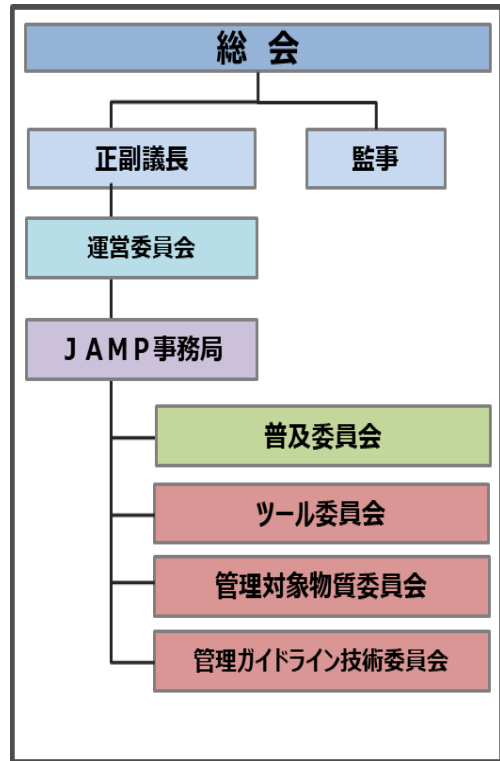 総 会
正副議長
監事
運営委員会
JAMP事務局
普及委員会
ツール委員会
管理対象物質委員会
管理ガイドライン技術委員会